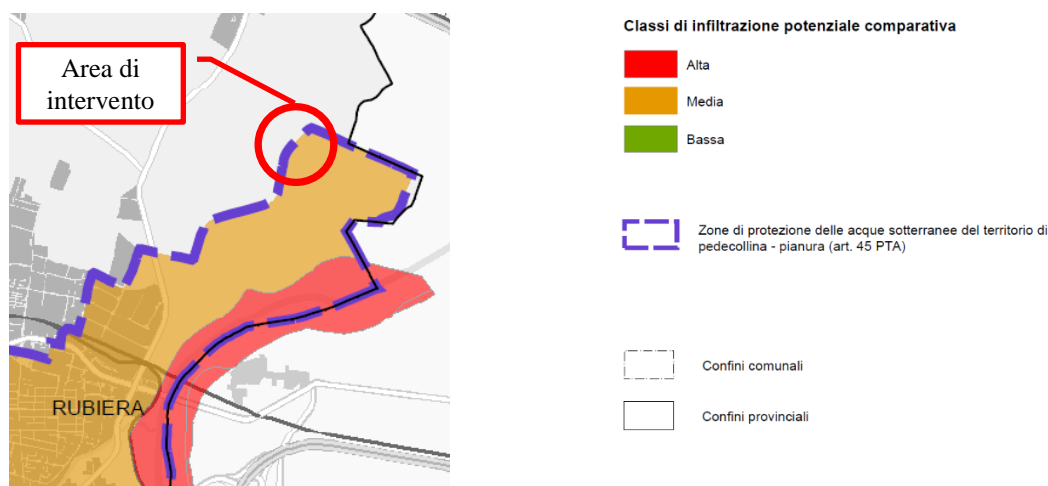 Area di
intervento
RUBIERA
Classi di infiltrazione potenziale comparativa
Alta
Media
Bassa
Zone di protezione delle acque sotterranee del territorio di
pedecollina - pianura (art. 45 PTA)
Confini comunali
Confini provinciali